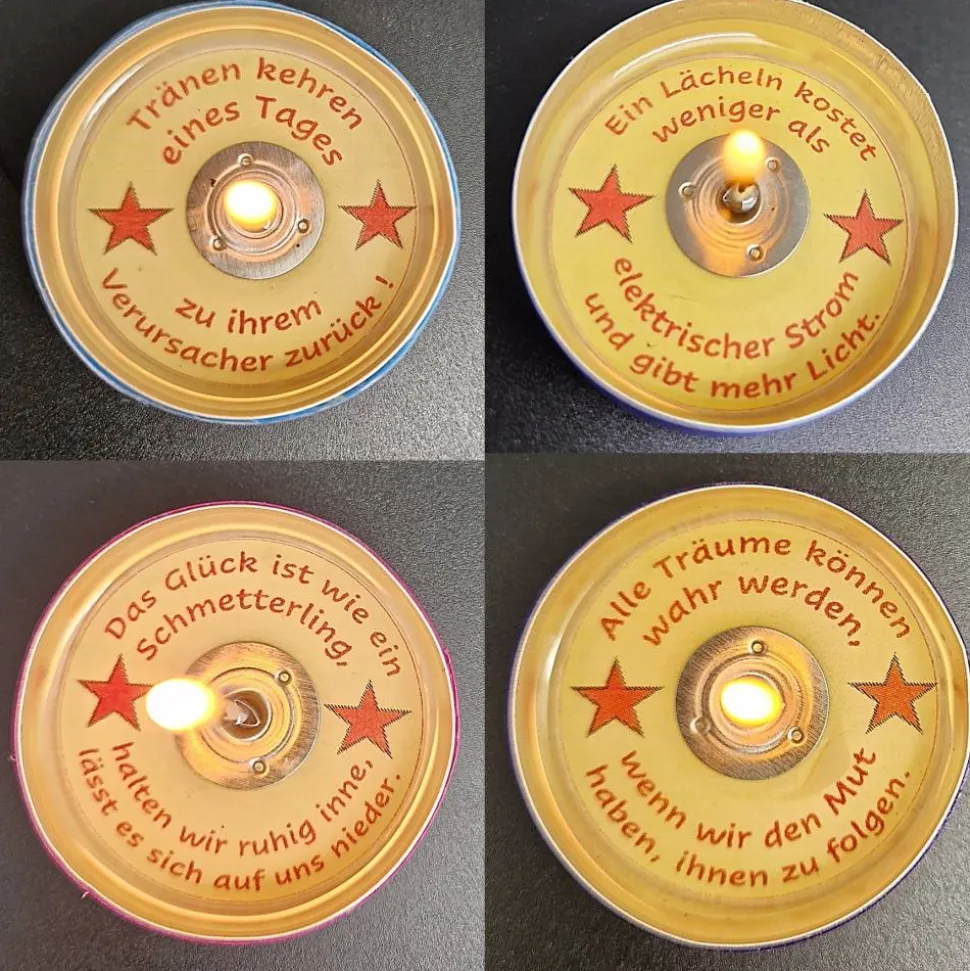 Tränen kehren
eines Tages
zu ihrem
Verursacher zurück!
Ein Lächeln kostet
weniger als
elektrischer Strom
und gibt mehr Licht.
Das Glück ist wie ein
Schmetterling,
halten wir ruhig inne,
lässt es sich auf uns nieder.
Alle Träume können
wahr werden,
wenn wir den Mut
haben, ihnen zu folgen.